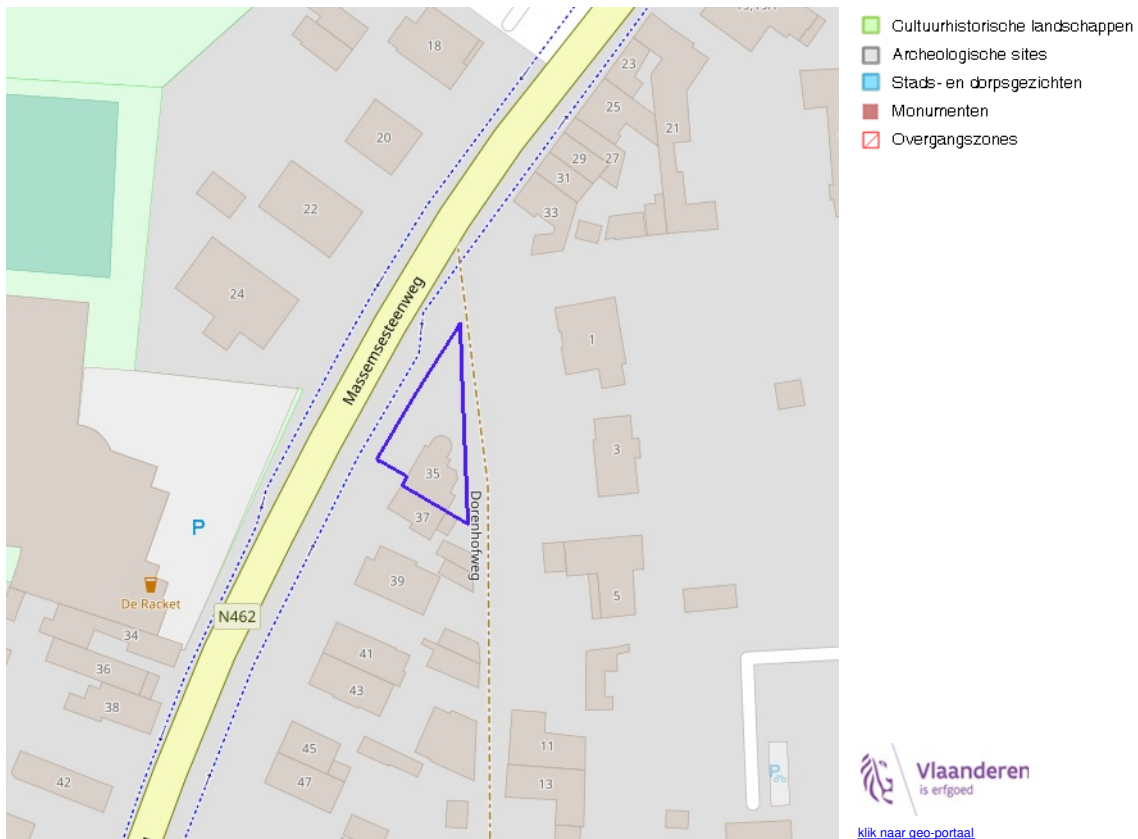 Cultuurhistorische landschappen
Archeologische sites
Stads- en dorpsgezichten
Monumenten
Overgangszones
18
23
20
25
21
29
27
31
22
33
24
1
Massemsesteenweg
3
35
P
37
Dorenhofweg
39
5
De Racket
N462
34
41
36
43
38
45
11
42
47
13
P
Vlaanderen
is erfgoed
klik naar geo-portaal